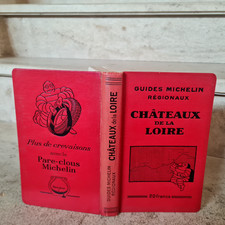 Plus de crevaisons
avec le
Pare-clous
Michelin
GUIDES MICHELIN
RÉGIONAUX
CHÂTEAUX de la LOIRE
GUIDES MICHELIN
RÉGIONAUX
CHÂTEAUX
DE LA
LOIRE